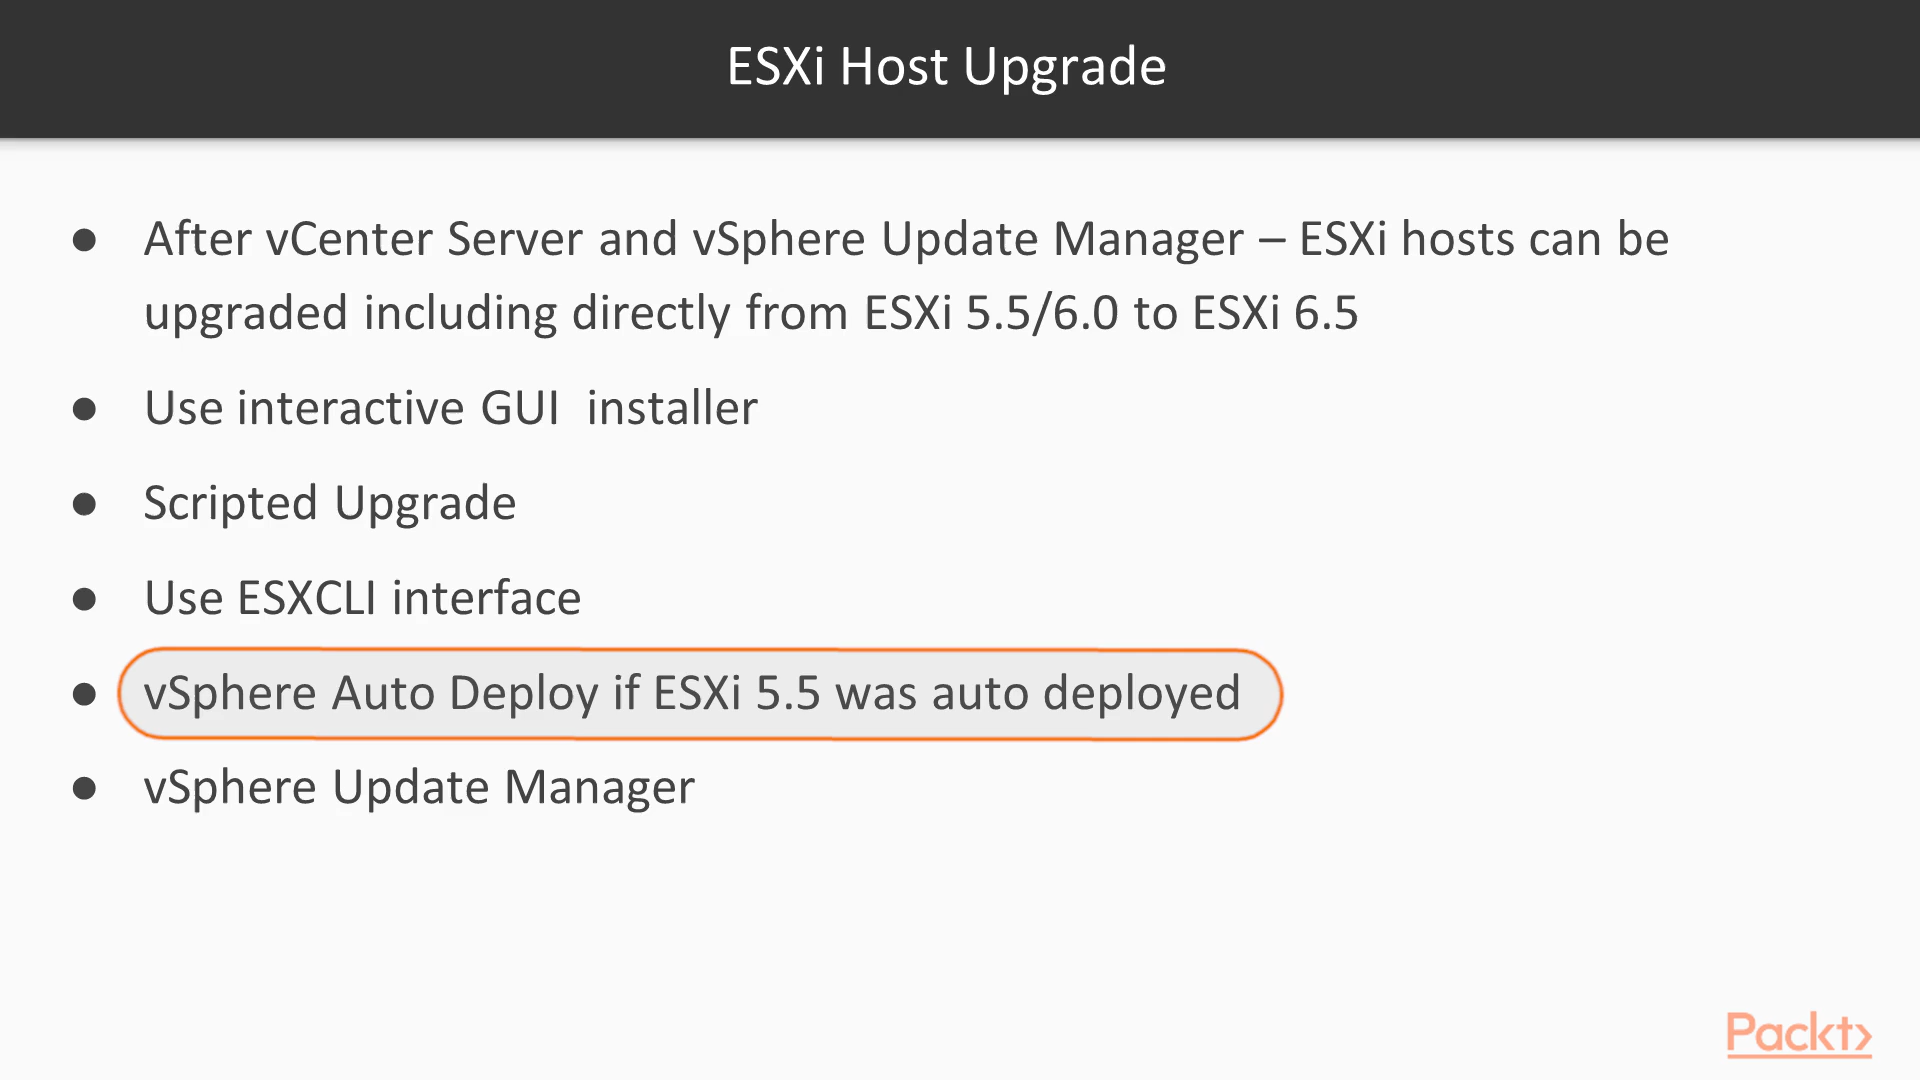 ESXi Host Upgrade
● After vCenter Server and vSphere Update Manager – ESXi hosts can be
upgraded including directly from ESXi 5.5/6.0 to ESXi 6.5
● Use interactive GUI  installer
● Scripted Upgrade
● Use ESXCLI interface
● vSphere Auto Deploy if ESXi 5.5 was auto deployed
● vSphere Update Manager
Packt>